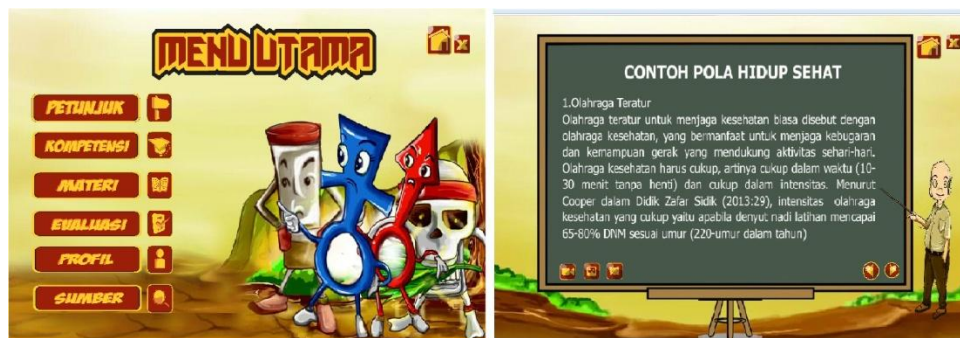 MENU UTAMA
PETUNJUK
KOMPETENSI
MATERI
EVALUASI
PROFIL
SUMBER
CONTOH POLA HIDUP SEHAT
1.Olahraga Teratur
Olahraga teratur untuk menjaga kesehatan biasa disebut dengan
olahraga kesehatan, yang bermanfaat untuk menjaga kebugaran
dan kemampuan gerak yang mendukung aktivitas sehari-hari.
Olahraga kesehatan harus cukup, artinya cukup dalam waktu (10-
30 menit tanpa henti) dan cukup dalam intensitas. Menurut
Cooper dalam Didik Zafar Sidik (2013:29), intensitas olahraga
kesehatan yang cukup yaitu apabila denyut nadi latihan mencapai
65-80% DNM sesuai umur (220-umur dalam tahun)